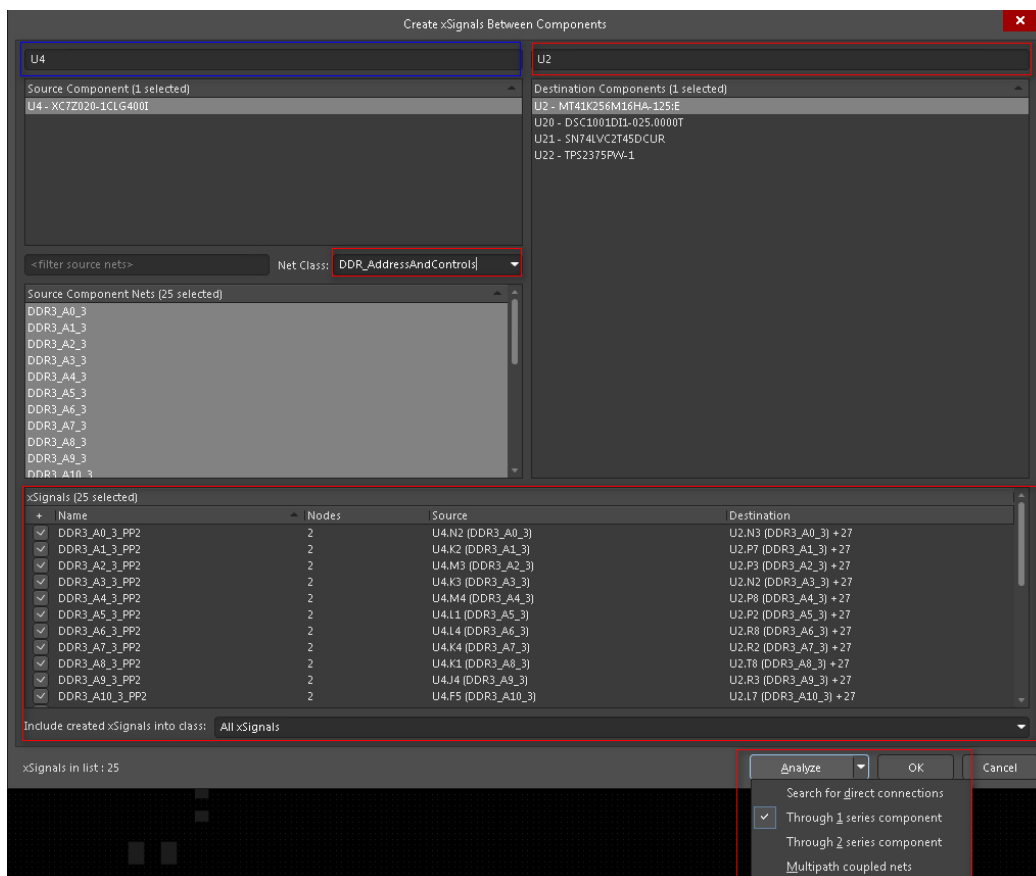 Create xSignals Between Components
U4
U2
Source Component (1 selected)
U4 - XC7Z020-1CLG400I
Destination Components (1 selected)
U2 - MT41K256M16HA-125:E
U20 - DSC1001DI1-025.0000T
U21 - SN74LVC2T45DCUR
U22 - TPS2375PW-1
<filter source nets>
Net Class: DDR_AddressAndControls
Source Component Nets (25 selected)
DDR3_A0_3
DDR3_A1_3
DDR3_A2_3
DDR3_A3_3
DDR3_A4_3
DDR3_A5_3
DDR3_A6_3
DDR3_A7_3
DDR3_A8_3
DDR3_A9_3
DDR3_A10_3
xSignals (25 selected)
+ Name Nodes Source Destination
DDR3_A0_3_PP2 2 U4.N2 (DDR3_A0_3) U2.N3 (DDR3_A0_3) +27
DDR3_A1_3_PP2 2 U4.K2 (DDR3_A1_3) U2.P7 (DDR3_A1_3) +27
DDR3_A2_3_PP2 2 U4.M3 (DDR3_A2_3) U2.P3 (DDR3_A2_3) +27
DDR3_A3_3_PP2 2 U4.K3 (DDR3_A3_3) U2.N2 (DDR3_A3_3) +27
DDR3_A4_3_PP2 2 U4.M4 (DDR3_A4_3) U2.P8 (DDR3_A4_3) +27
DDR3_A5_3_PP2 2 U4.L1 (DDR3_A5_3) U2.P2 (DDR3_A5_3) +27
DDR3_A6_3_PP2 2 U4.L4 (DDR3_A6_3) U2.R8 (DDR3_A6_3) +27
DDR3_A7_3_PP2 2 U4.K4 (DDR3_A7_3) U2.R2 (DDR3_A7_3) +27
DDR3_A8_3_PP2 2 U4.K1 (DDR3_A8_3) U2.T8 (DDR3_A8_3) +27
DDR3_A9_3_PP2 2 U4.J4 (DDR3_A9_3) U2.R3 (DDR3_A9_3) +27
DDR3_A10_3_PP2 2 U4.F5 (DDR3_A10_3) U2.L7 (DDR3_A10_3) +27
Include created xSignals into class: All xSignals
xSignals in list : 25
Analyze
OK
Cancel
Search for direct connections
Through 1 series component
Through 2 series component
Multipath coupled nets